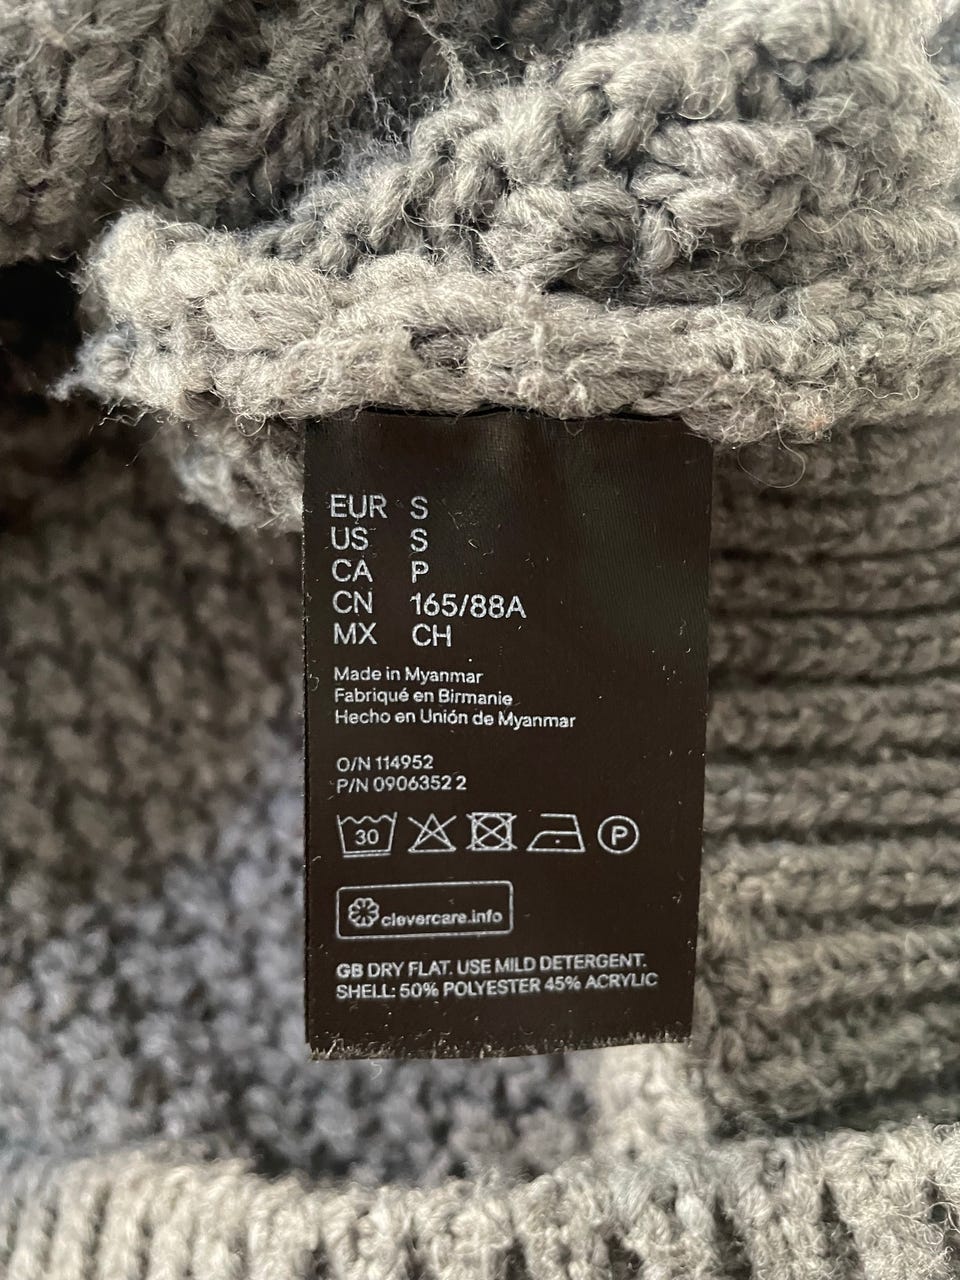 EUR S
US S
CA P
CN 165/88A
MX CH
Made in Myanmar
Fabriqué en Birmanie
Hecho en Unión de Myanmar
O/N 114952
P/N 0906352 2
30 P
clevercare.info
GB DRY FLAT. USE MILD DETERGENT.
SHELL: 50% POLYESTER 45% ACRYLIC